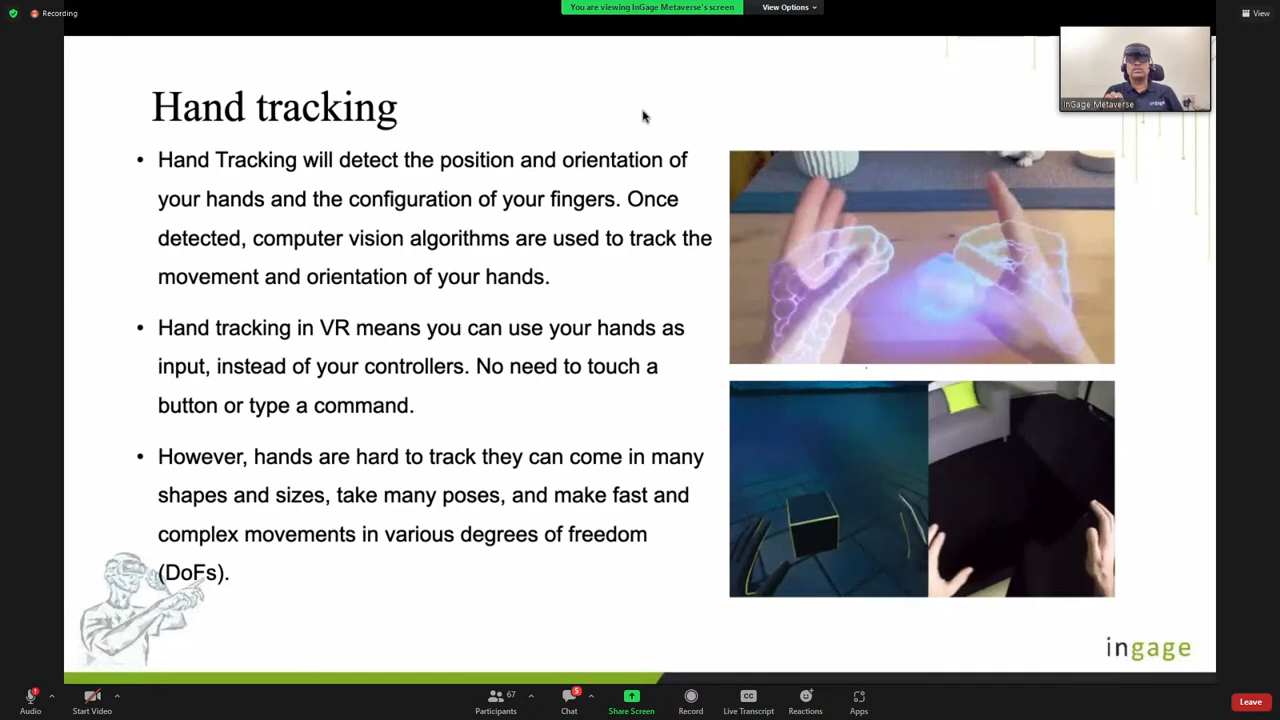 Recording
You are viewing InGage Metaverse's screen
View Options
View
InGage Metaverse
Hand tracking
• Hand Tracking will detect the position and orientation of
your hands and the configuration of your fingers. Once
detected, computer vision algorithms are used to track the
movement and orientation of your hands.
• Hand tracking in VR means you can use your hands as
input, instead of your controllers. No need to touch a
button or type a command.
• However, hands are hard to track they can come in many
shapes and sizes, take many poses, and make fast and
complex movements in various degrees of freedom
(DoFs).
ingage
Audio
Start Video
67
Participants
5
Chat
Share Screen
Record
CC
Live Transcript
Reactions
Apps
Leave